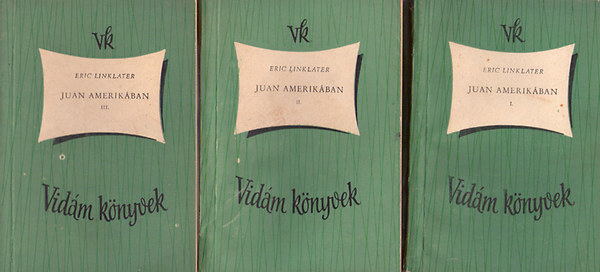 Vk
ERIC LINKLATER
JUAN AMERIKÁBAN
III.
Vidám könyvek
Vk
ERIC LINKLATER
JUAN AMERIKÁBAN
II.
Vidám könyvek
Vk
ERIC LINKLATER
JUAN AMERIKÁBAN
I.
Vidám könyvek